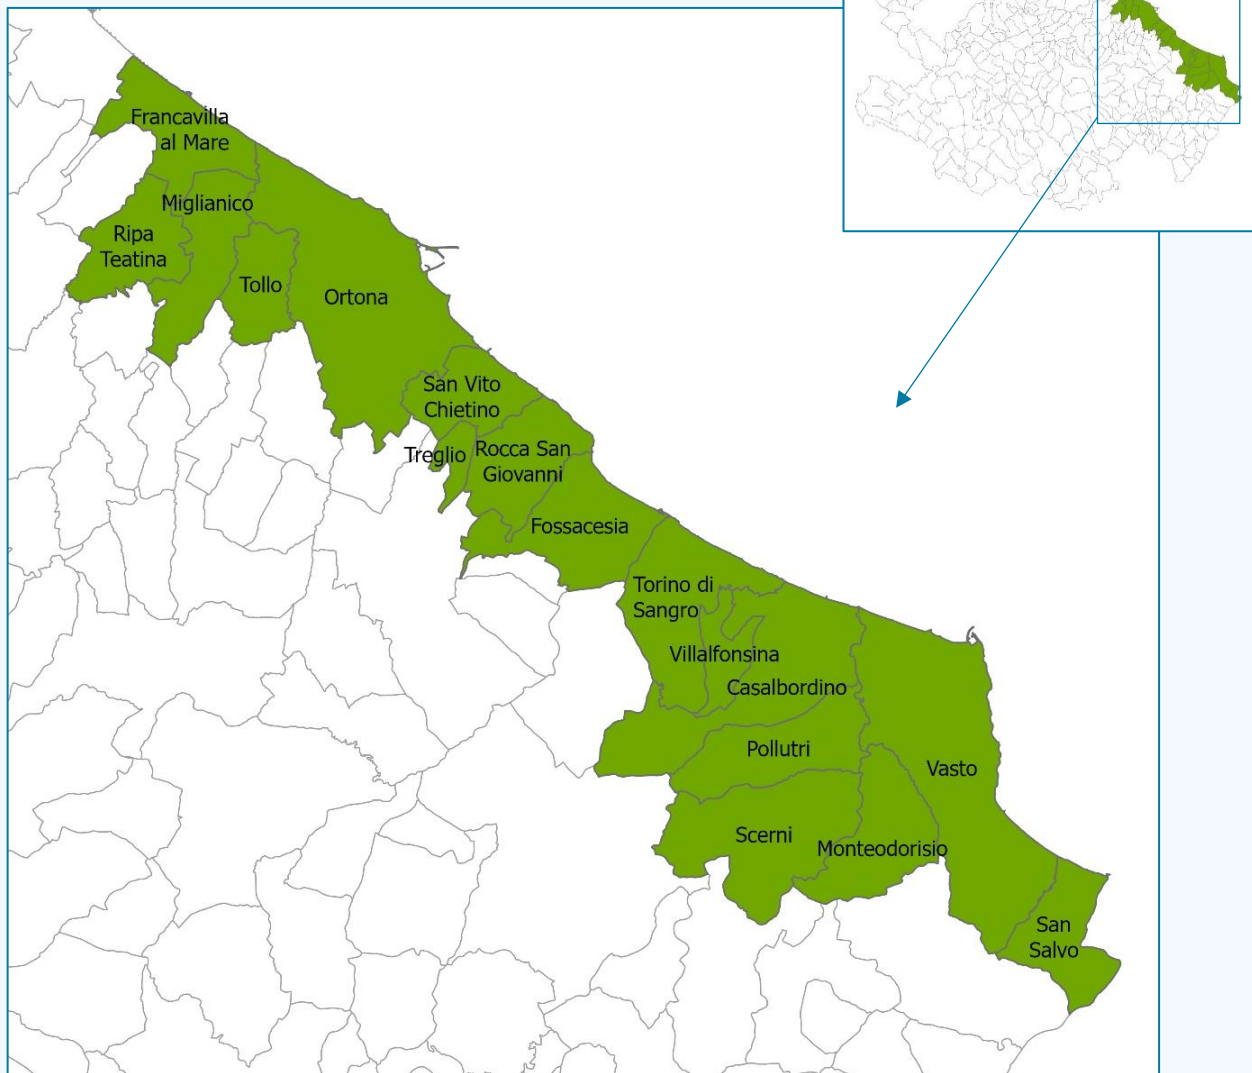 Francavilla
al Mare
Miglianico
Ripa
Teatina
Tollo
Ortona
San Vito
Chietino
Treglio
Rocca San
Giovanni
Fossacesia
Torino di
Sangro
Villalfonsina
Casalbordino
Pollutri
Vasto
Scerni
Monteodorisio
San
Salvo